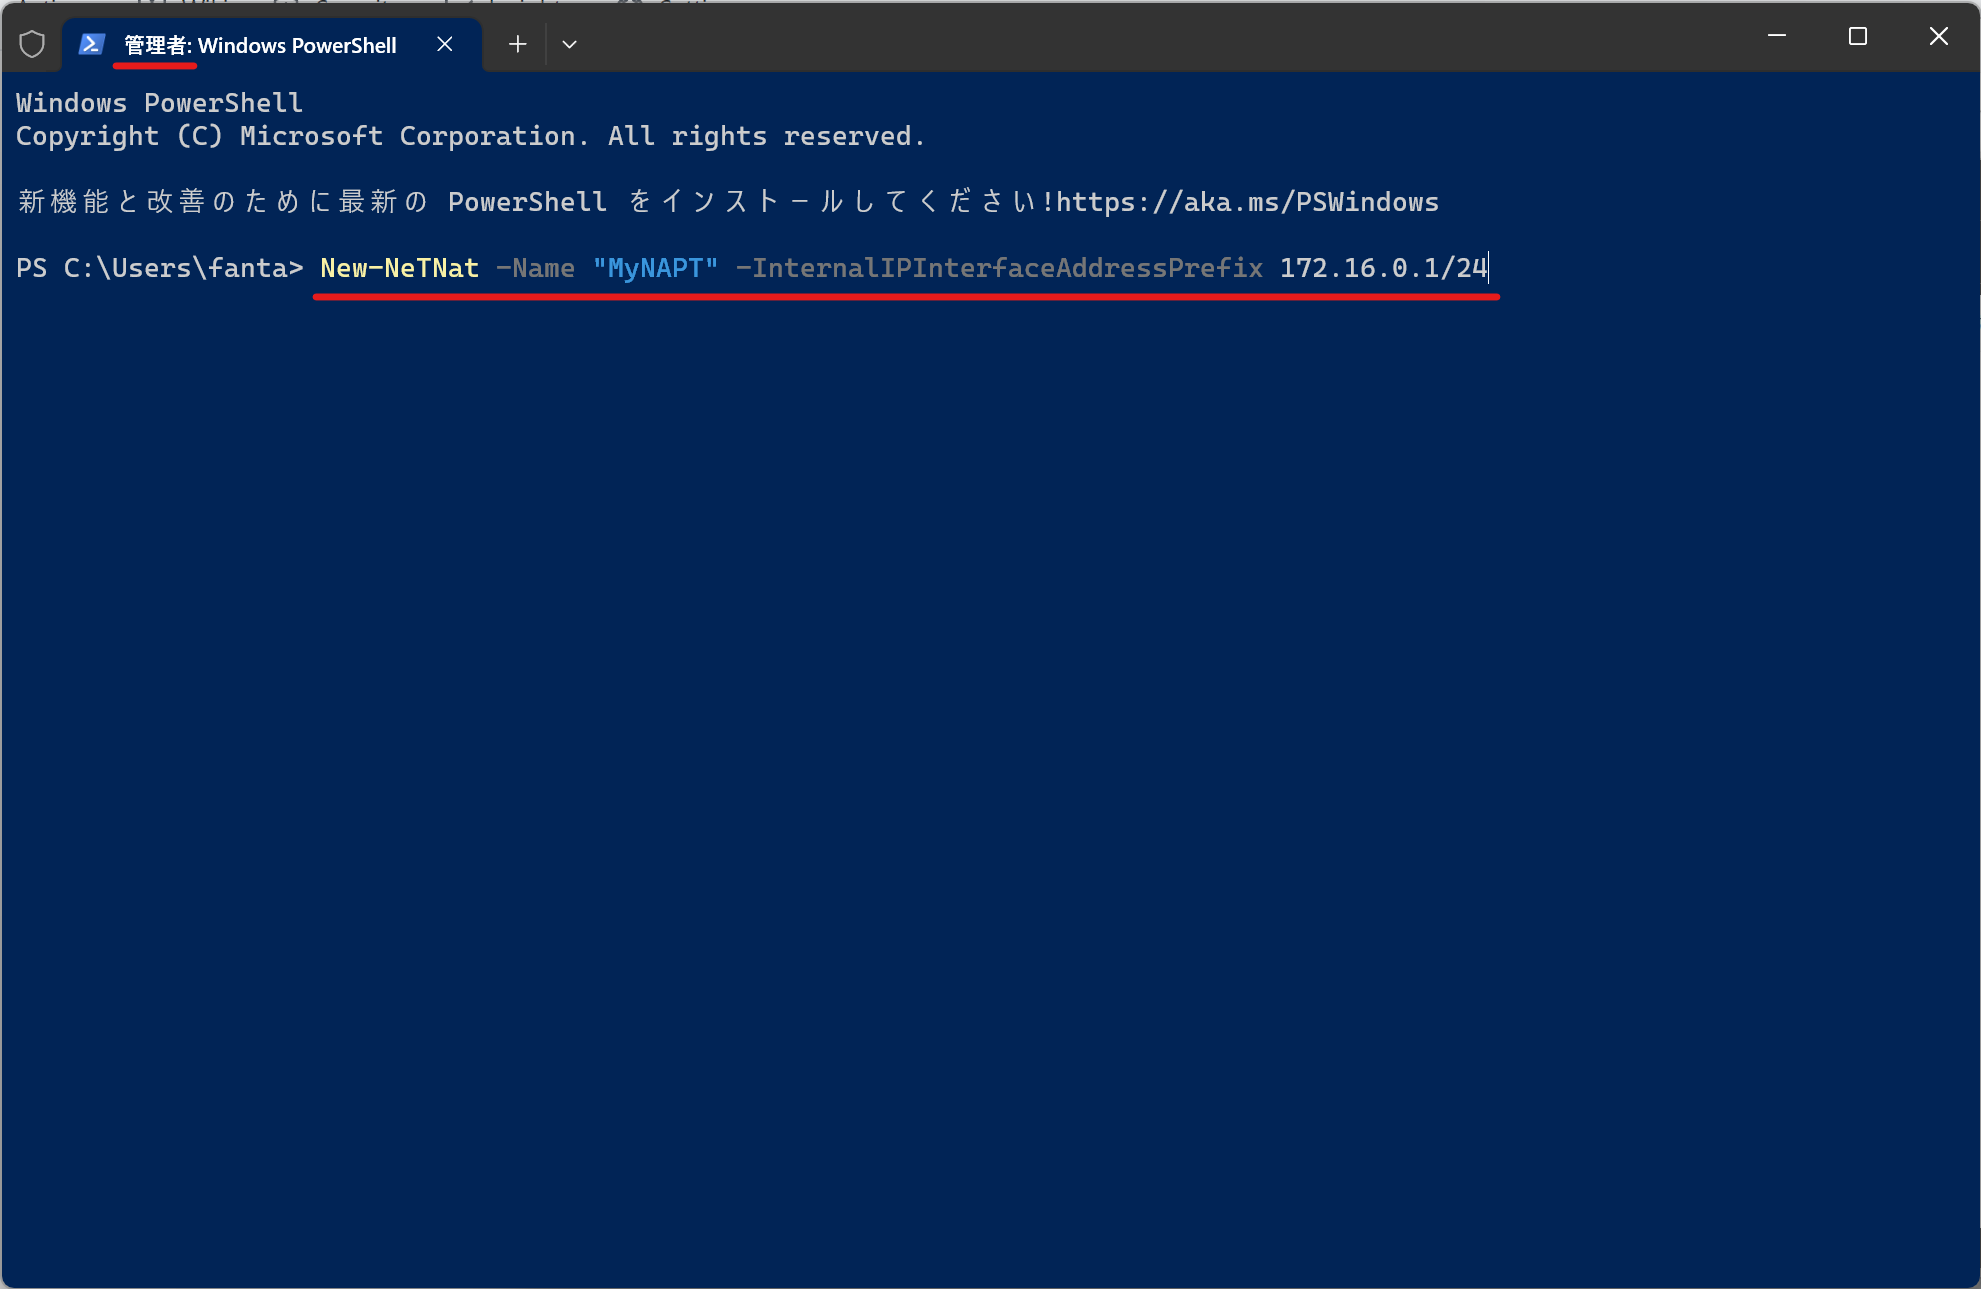 管理者: Windows PowerShell
Windows PowerShell
Copyright (C) Microsoft Corporation. All rights reserved.
新機能と改善のために最新の PowerShell をインストールしてください!https://aka.ms/PSWindows
PS C:\Users\fanta> New-NeTNat -Name "MyNAPT" -InternalIPInterfaceAddressPrefix 172.16.0.1/24